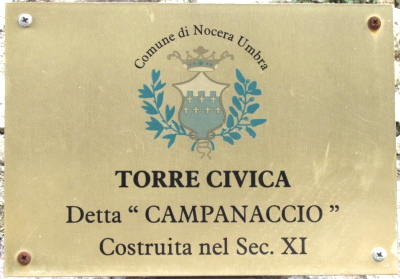 Comune di Nocera Umbra
TORRE CIVICA
Detta “ CAMPANACCIO ”
Costruita nel Sec. XI